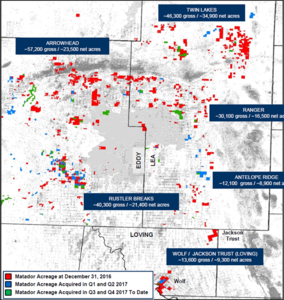 TWIN LAKES
~46,300 gross / ~34,900 net acres
ARROWHEAD
~57,200 gross / ~23,500 net acres
RANGER
~30,100 gross / ~16,500 net acres
EDDY
LEA
ANTELOPE RIDGE
~12,100 gross / ~8,900 net acres
RUSTLER BREAKS
~40,300 gross / ~21,400 net acres
LOVING
Jackson
Trust
WOLF / JACKSON TRUST (LOVING)
~13,600 gross / ~9,300 net acres
Wolf
Matador Acreage at December 31, 2016
Matador Acreage Acquired in Q1 and Q2 2017
Matador Acreage Acquired in Q3 and Q4 2017 To Date